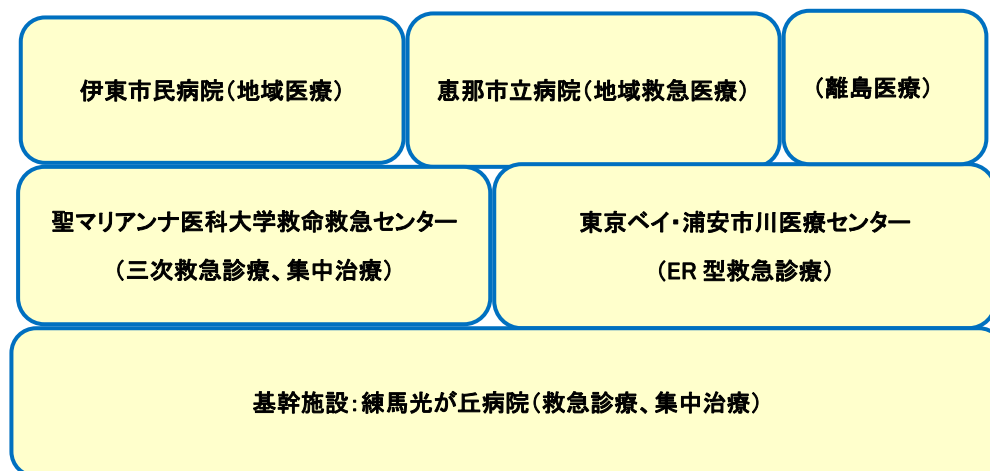 伊東市民病院（地域医療）
恵那市立病院（地域救急医療）
（離島医療）
聖マリアンナ医科大学救命救急センター
（三次救急診療、集中治療）
東京ベイ・浦安市川医療センター
（ER 型救急診療）
基幹施設：練馬光が丘病院（救急診療、集中治療）